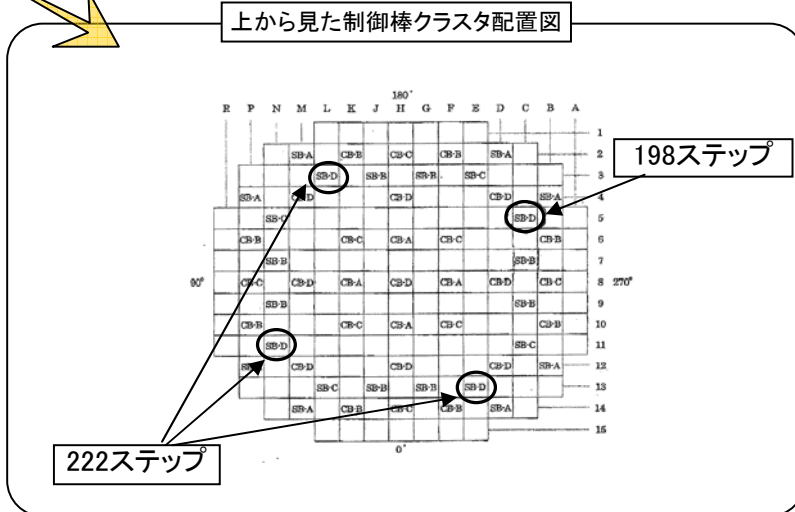 上から見た制御棒クラスタ配置図
180°
R P N M L K J H G F E D C B A
1
SB-A CB-B CB-C CB-B SB-A 2
SB-D SB-B SB-B SB-C 3
198ステップ
SB-A CB-D CB-D SB-A 4
SB-C SB-D 5
CB-B CB-C CB-A CB-C CB-B 6
SB-B SB-B 7
90° CB-D CB-A CB-D CB-A CB-D CB-C 8 270°
SB-B SB-B 9
CB-B CB-C CB-A CB-C CB-B 10
SB-D SB-C 11
CB-D CB-D CB-D SB-A 12
SB-C SB-B SB-B SB-D 13
SB-A CB-B CB-B SB-A 14
15
0°
222ステップ